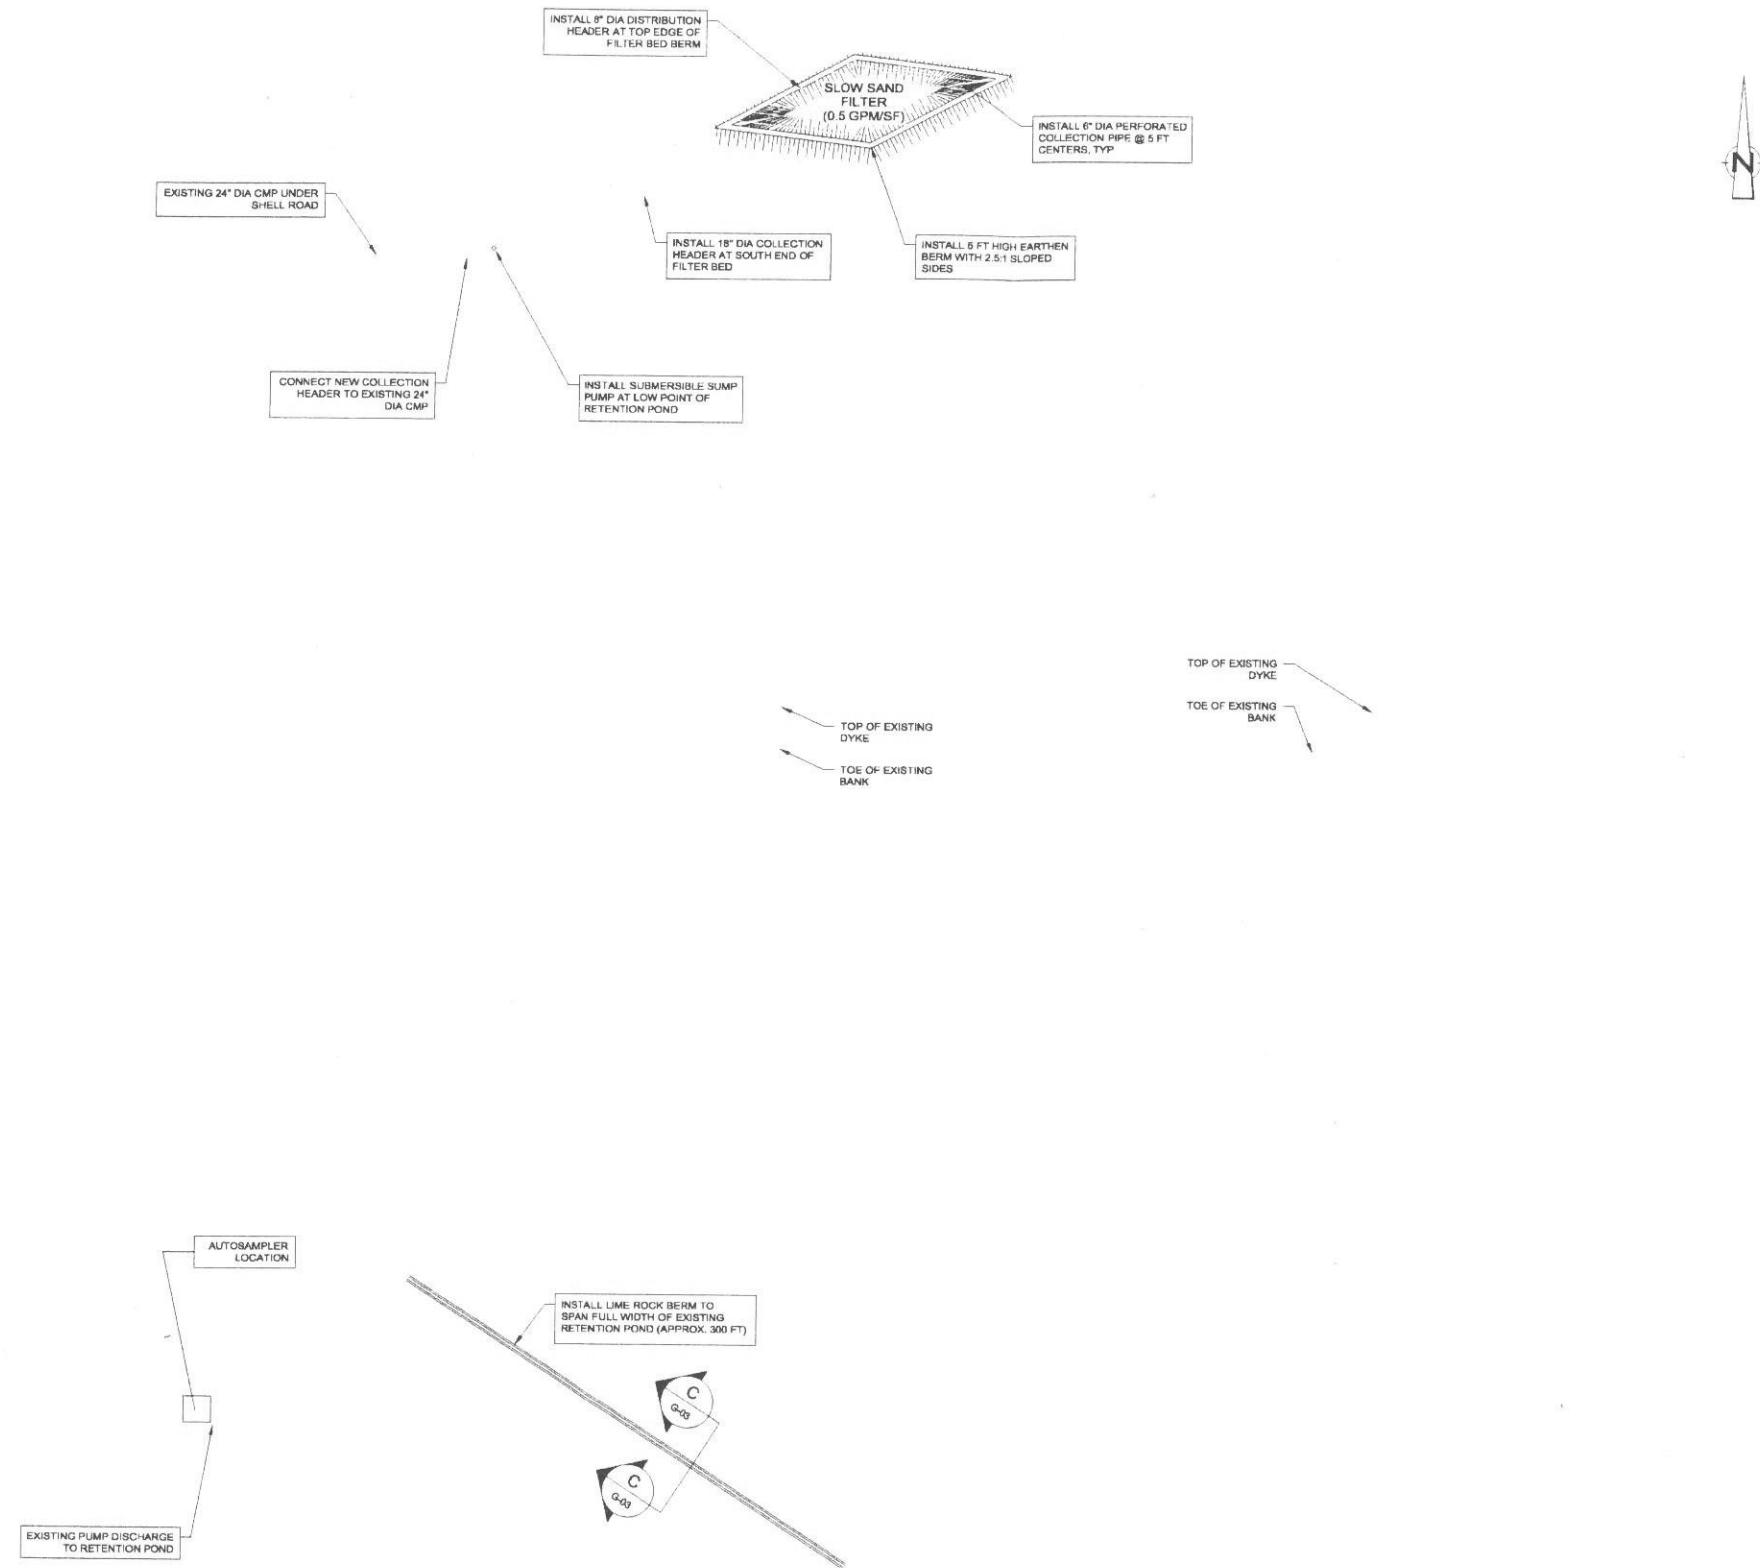 INSTALL 8" DIA DISTRIBUTION
HEADER AT TOP EDGE OF
FILTER BED BERM
SLOW SAND
FILTER
(0.5 GPM/SF)
INSTALL 6" DIA PERFORATED
COLLECTION PIPE @ 5 FT
CENTERS, TYP
N
EXISTING 24" DIA CMP UNDER
SHELL ROAD
INSTALL 18" DIA COLLECTION
HEADER AT SOUTH END OF
FILTER BED
INSTALL 5 FT HIGH EARTHEN
BERM WITH 2.5:1 SLOPED
SIDES
CONNECT NEW COLLECTION
HEADER TO EXISTING 24"
DIA CMP
INSTALL SUBMERSIBLE SUMP
PUMP AT LOW POINT OF
RETENTION POND
TOP OF EXISTING
DYKE
TOE OF EXISTING
BANK
TOP OF EXISTING
DYKE
TOE OF EXISTING
BANK
AUTOSAMPLER
LOCATION
INSTALL LIME ROCK BERM TO
SPAN FULL WIDTH OF EXISTING
RETENTION POND (APPROX. 300 FT)
C
G-03
C
G-03
EXISTING PUMP DISCHARGE
TO RETENTION POND